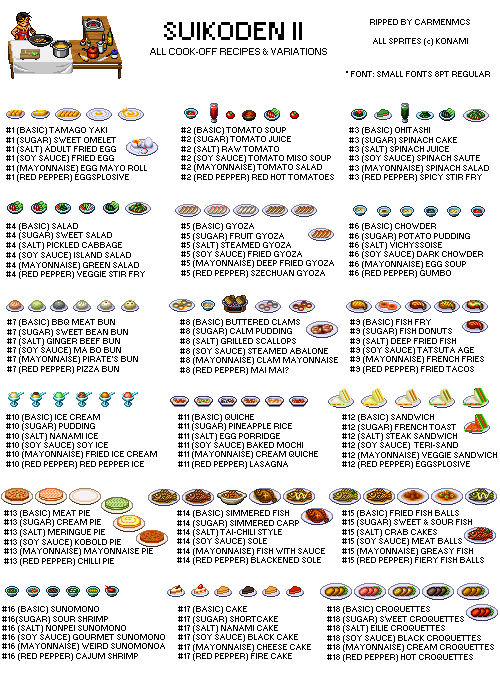 SUIKODEN II
ALL COOK-OFF RECIPES & VARIATIONS
RIPPED BY CARMENMCS
ALL SPRITES (c) KONAMI
* FONT: SMALL FONTS 8PT REGULAR
#1 (BASIC) TAMAGO YAKI
#1 (SUGAR) SWEET OMELET
#1 (SALT) ADULT FRIED EGG
#1 (SOY SAUCE) FRIED EGG
#1 (MAYONNAISE) EGG MAYO ROLL
#1 (RED PEPPER) EGGSPLOSIVE
#2 (BASIC) TOMATO SOUP
#2 (SUGAR) TOMATO JUICE
#2 (SALT) RAW TOMATO
#2 (SOY SAUCE) TOMATO MISO SOUP
#2 (MAYONNAISE) TOMATO SALAD
#2 (RED PEPPER) RED HOT TOMATOES
#3 (BASIC) OHITASHI
#3 (SUGAR) SPINACH CAKE
#3 (SALT) SPINACH JUICE
#3 (SOY SAUCE) SPINACH SAUTE
#3 (MAYONNAISE) SPINACH SALAD
#3 (RED PEPPER) SPICY STIR FRY
#4 (BASIC) SALAD
#4 (SUGAR) SWEET SALAD
#4 (SALT) PICKLED CABBAGE
#4 (SOY SAUCE) ISLAND SALAD
#4 (MAYONNAISE) GREEN SALAD
#4 (RED PEPPER) VEGGIE STIR FRY
#5 (BASIC) GYOZA
#5 (SUGAR) FRUIT GYOZA
#5 (SALT) STEAMED GYOZA
#5 (SOY SAUCE) FRIED GYOZA
#5 (MAYONNAISE) DEEP FRIED GYOZA
#5 (RED PEPPER) SZECHUAN GYOZA
#6 (BASIC) CHOWDER
#6 (SUGAR) POTATO PUDDING
#6 (SALT) VICHYSSOISE
#6 (SOY SAUCE) DARK CHOWDER
#6 (MAYONNAISE) EGG SOUP
#6 (RED PEPPER) GUMBO
#7 (BASIC) BBQ MEAT BUN
#7 (SUGAR) SWEET BEAN BUN
#7 (SALT) GINGER BEEF BUN
#7 (SOY SAUCE) MA BO BUN
#7 (MAYONNAISE) PIRATE'S BUN
#7 (RED PEPPER) PIZZA BUN
#8 (BASIC) BUTTERED CLAMS
#8 (SUGAR) CALM PUDDING
#8 (SALT) GRILLED SCALLOPS
#8 (SOY SAUCE) STEAMED ABALONE
#8 (MAYONNAISE) CLAM MAYONNAISE
#8 (RED PEPPER) MAI MAI?
#9 (BASIC) FISH FRY
#9 (SUGAR) FISH DONUTS
#9 (SALT) DEEP FRIED FISH
#9 (SOY SAUCE) TATSUTA AGE
#9 (MAYONNAISE) FRENCH FRIES
#9 (RED PEPPER) FRIED TACOS
#10 (BASIC) ICE CREAM
#10 (SUGAR) PUDDING
#10 (SALT) NANAMI ICE
#10 (SOY SAUCE) SOY ICE
#10 (MAYONNAISE) FRIED ICE CREAM
#10 (RED PEPPER) RED PEPPER ICE
#11 (BASIC) QUICHE
#11 (SUGAR) PINEAPPLE RICE
#11 (SALT) EGG PORRIDGE
#11 (SOY SAUCE) BAKED MOCHI
#11 (MAYONNAISE) CREAM QUICHE
#11 (RED PEPPER) LASAGNA
#12 (BASIC) SANDWICH
#12 (SUGAR) FRENCH TOAST
#12 (SALT) STEAK SANDWICH
#12 (SOY SAUCE) TERI-SAND
#12 (MAYONNAISE) VEGGIE SANDWICH
#12 (RED PEPPER) EGGSPLOSIVE
#13 (BASIC) MEAT PIE
#13 (SUGAR) CREAM PIE
#13 (SALT) MERINGUE PIE
#13 (SOY SAUCE) KOBOLD PIE
#13 (MAYONNAISE) MAYONNAISE PIE
#13 (RED PEPPER) CHILI PIE
#14 (BASIC) SIMMERED FISH
#14 (SUGAR) SIMMERED CARP
#14 (SALT) TAI-CHILI STYLE
#14 (SOY SAUCE) SOLE
#14 (MAYONNAISE) FISH WITH SAUCE
#14 (RED PEPPER) BLACKENED SOLE
#15 (BASIC) FRIED FISH BALLS
#15 (SUGAR) SWEET & SOUR FISH
#15 (SALT) CRAB CAKES
#15 (SOY SAUCE) MEAT BALLS
#15 (MAYONNAISE) GREASY FISH
#15 (RED PEPPER) FIERY FISH BALLS
#16 (BASIC) SUNOMONO
#16(SUGAR) SOUR SHRIMP
#16 (SALT) NONPEI SUNOMONO
#16 (SOY SAUCE) GOURMET SUNOMONO
#16 (MAYONNAISE) WEIRD SUNOMONOA
#16 (RED PEPPER) CAJUM SHRIMP
#17 (BASIC) CAKE
#17 (SUGAR) SHORTCAKE
#17 (SALT) NANAMI CAKE
#17 (SOY SAUCE) BLACK CAKE
#17 (MAYONNAISE) CHEESE CAKE
#17 (RED PEPPER) FIRE CAKE
#18 (BASIC) CROQUETTES
#18 (SUGAR) SWEET CROQUETTES
#18 (SALT) EILIE CROQUETTES
#18 (SOY SAUCE) BLACK CROQUETTES
#18 (MAYONNAISE) CREAM CROQUETTES
#18 (RED PEPPER) HOT CROQUETTES